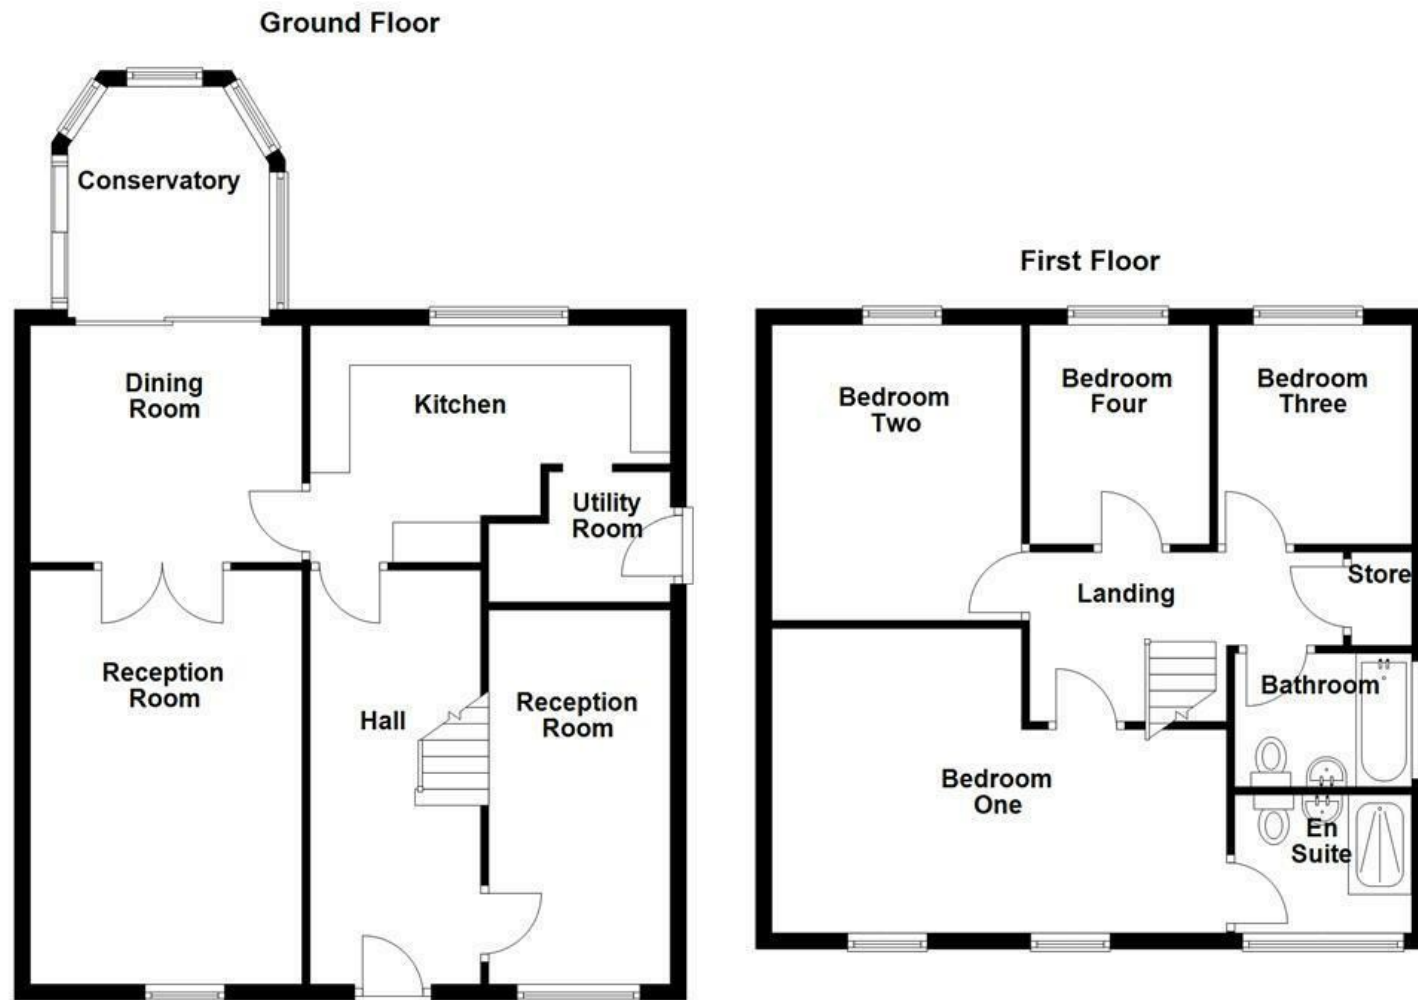 Ground Floor
Conservatory
Dining
Room
Kitchen
Utility
Room
Reception
Room
Hall
Reception
Room
First Floor
Bedroom
Two
Bedroom
Four
Bedroom
Three
Landing
Store
Bathroom
Bedroom
One
En
Suite